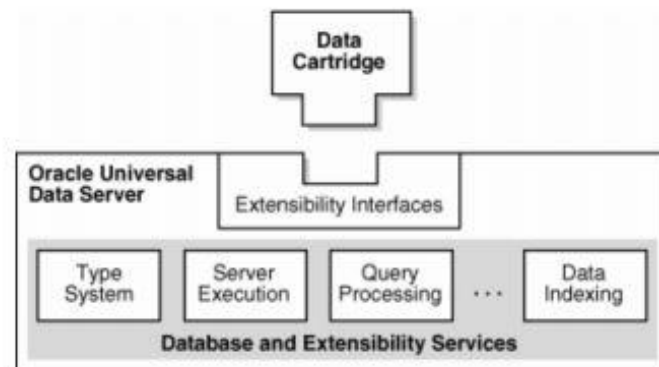 Data
Cartridge
Oracle Universal
Data Server
Extensibility Interfaces
Type
System
Server
Execution
Query
Processing
...
Data
Indexing
Database and Extensibility Services